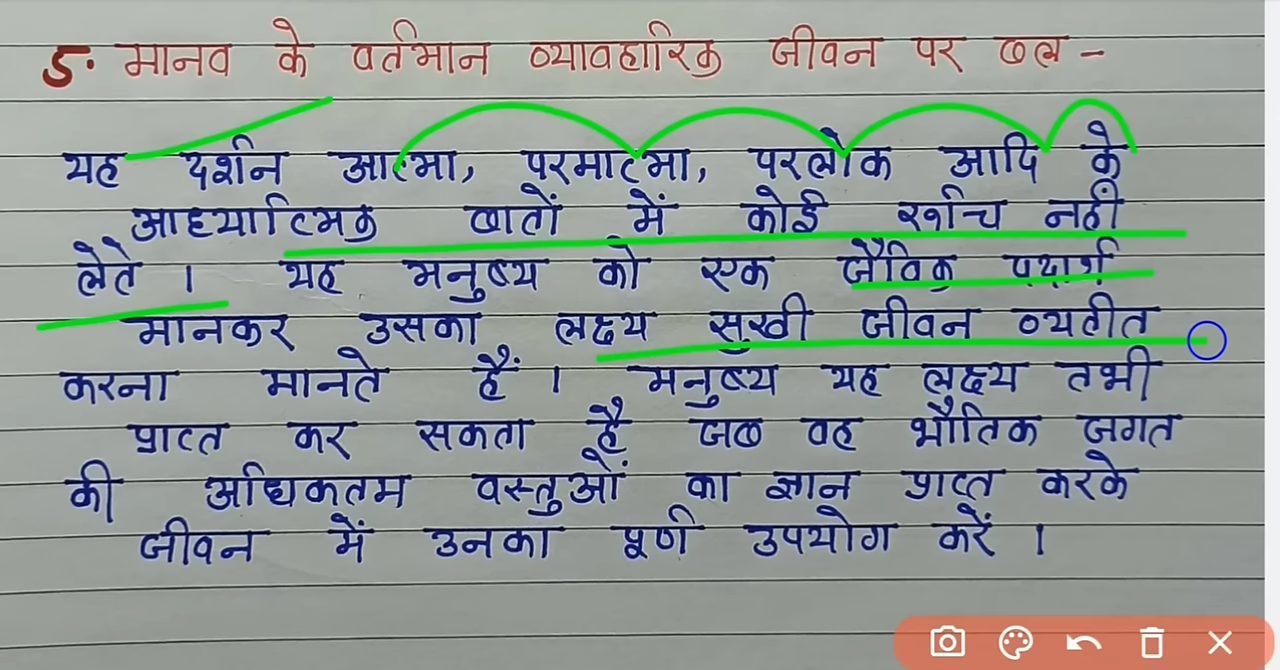 5. मानव के वर्तमान व्यावहारिक जीवन पर बल –
यह दर्शन आत्मा, परमात्मा, परलोक आदि के
आध्यात्मिक बातों में कोई रूचि नहीं
लेते । यह मनुष्य को एक जैविक पदार्थ
मानकर उसका लक्ष्य सुखी जीवन व्यतीत
करना मानते हैं । मनुष्य यह लक्ष्य तभी
प्राप्त कर सकता है जब वह भौतिक जगत
की अधिकतम वस्तुओं का ज्ञान प्राप्त करके
जीवन में उनका पूर्ण उपयोग करें ।